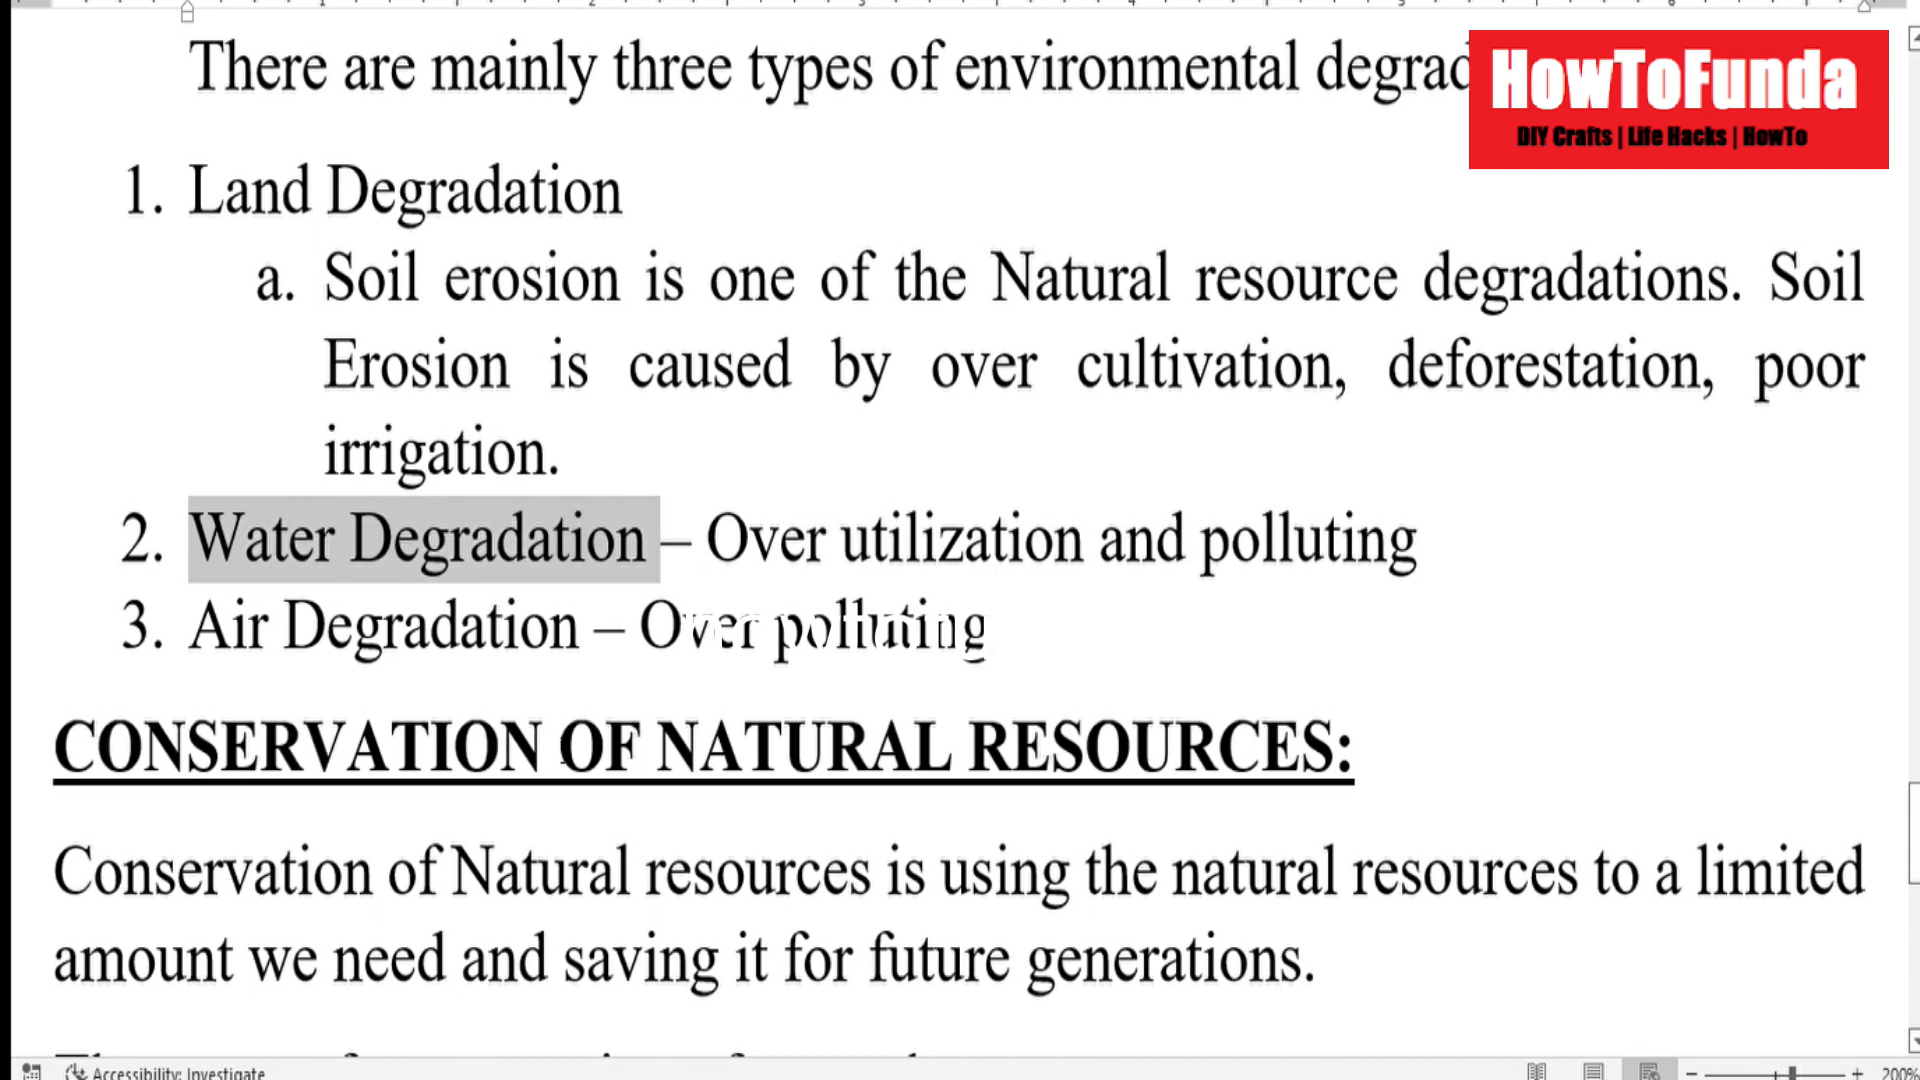 There are mainly three types of environmental
HowToFunda
DIY Crafts | Life Hacks | HowTo
1. Land Degradation
a. Soil erosion is one of the Natural resource degradations. Soil
Erosion is caused by over cultivation, deforestation, poor
irrigation.
2. Water Degradation – Over utilization and polluting
3. Air Degradation – Over polluting
CONSERVATION OF NATURAL RESOURCES:
Conservation of Natural resources is using the natural resources to a limited
amount we need and saving it for future generations.
Accessibility: Investigate
200%